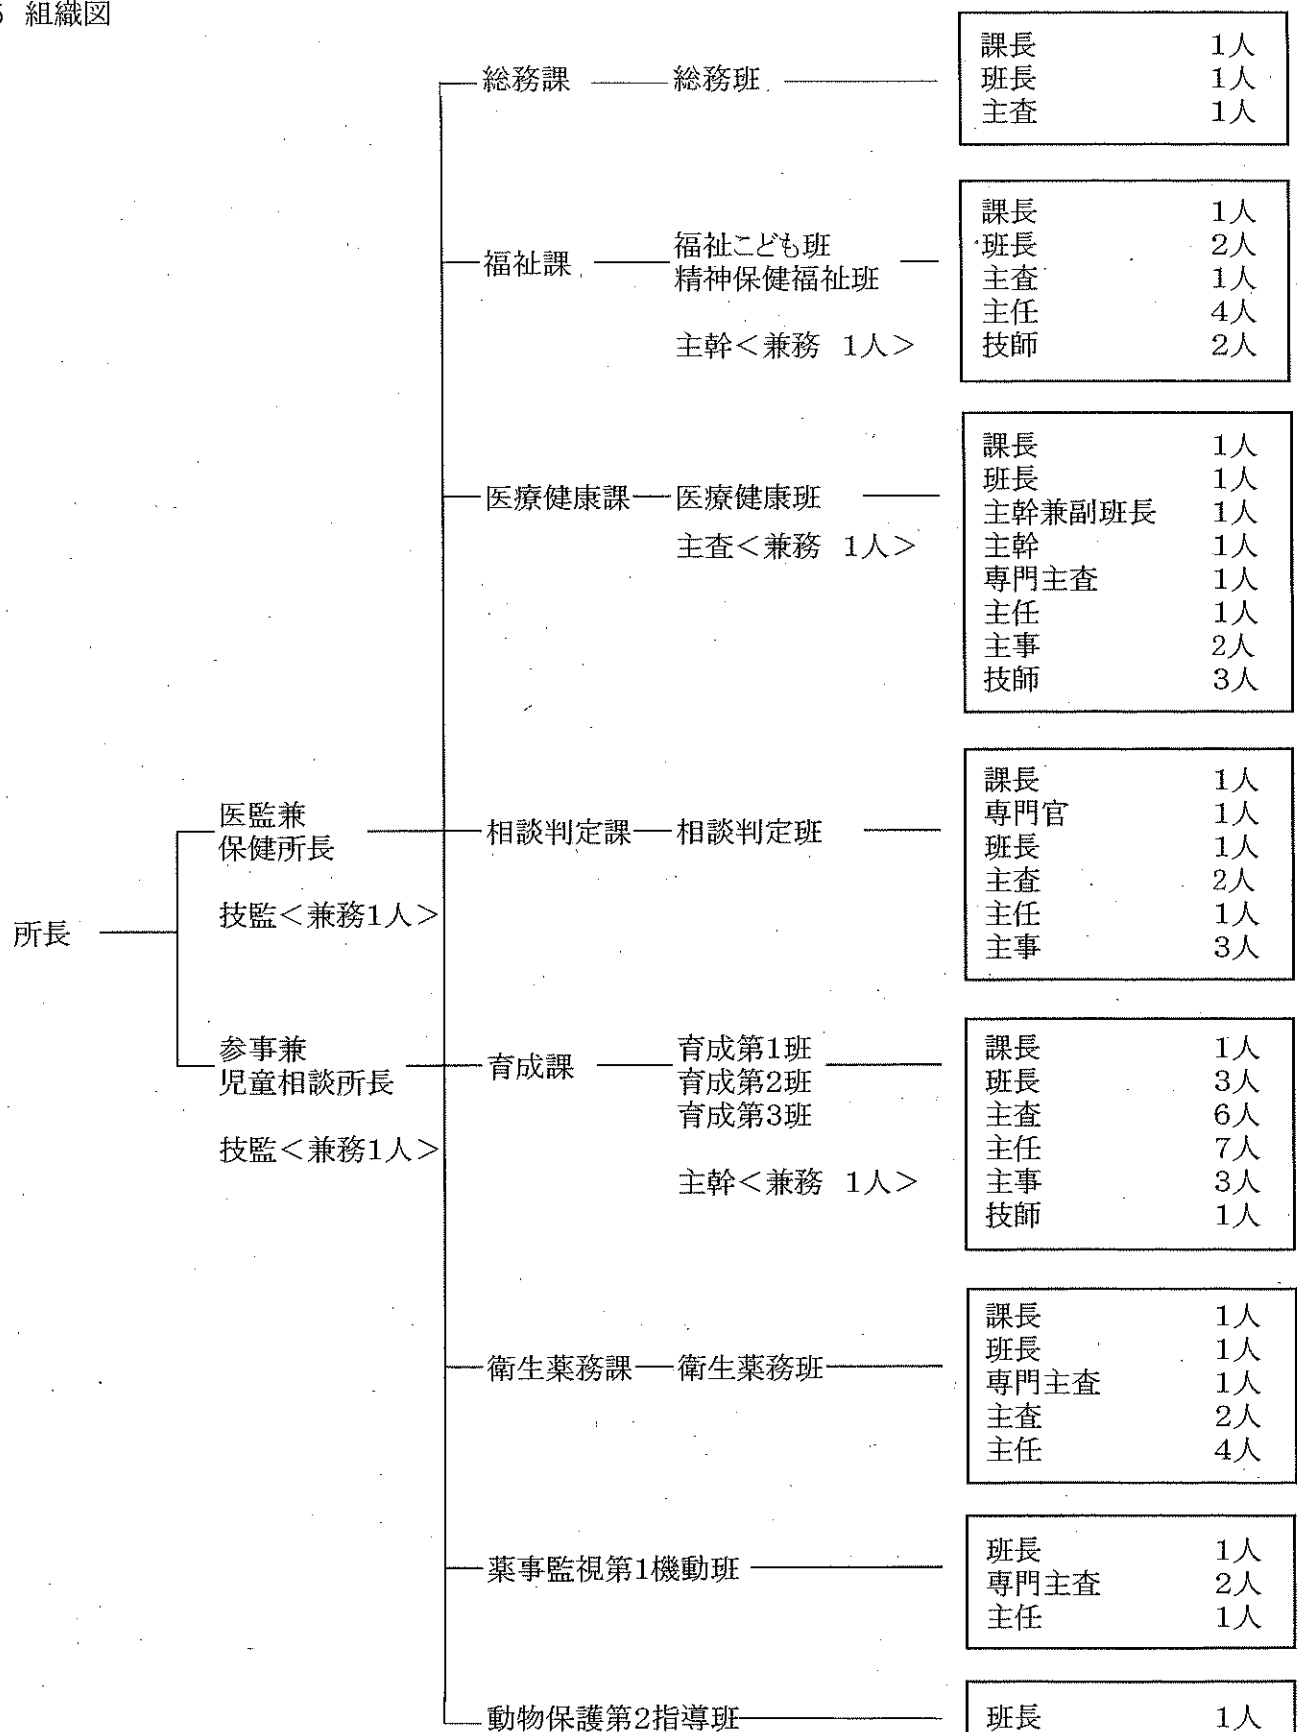 組織図
総務課 総務班
課長 1人
班長 1人
主査 1人
福祉課
福祉こども班
精神保健福祉班
主幹＜兼務 1人＞
課長 1人
班長 2人
主査 1人
主任 4人
技師 2人
医療健康課 医療健康班
主査＜兼務 1人＞
課長 1人
班長 1人
主幹兼副班長 1人
主幹 1人
専門主査 1人
主任 1人
主事 2人
技師 3人
所長
医監兼
保健所長
技監＜兼務1人＞
参事兼
児童相談所長
技監＜兼務1人＞
相談判定課 相談判定班
課長 1人
専門官 1人
班長 1人
主査 2人
主任 1人
主事 3人
育成課
育成第1班
育成第2班
育成第3班
主幹＜兼務 1人＞
課長 1人
班長 3人
主査 6人
主任 7人
主事 3人
技師 1人
衛生薬務課 衛生薬務班
課長 1人
班長 1人
専門主査 1人
主査 2人
主任 4人
薬事監視第1機動班
班長 1人
専門主査 2人
主任 1人
動物保護第2指導班
班長 1人